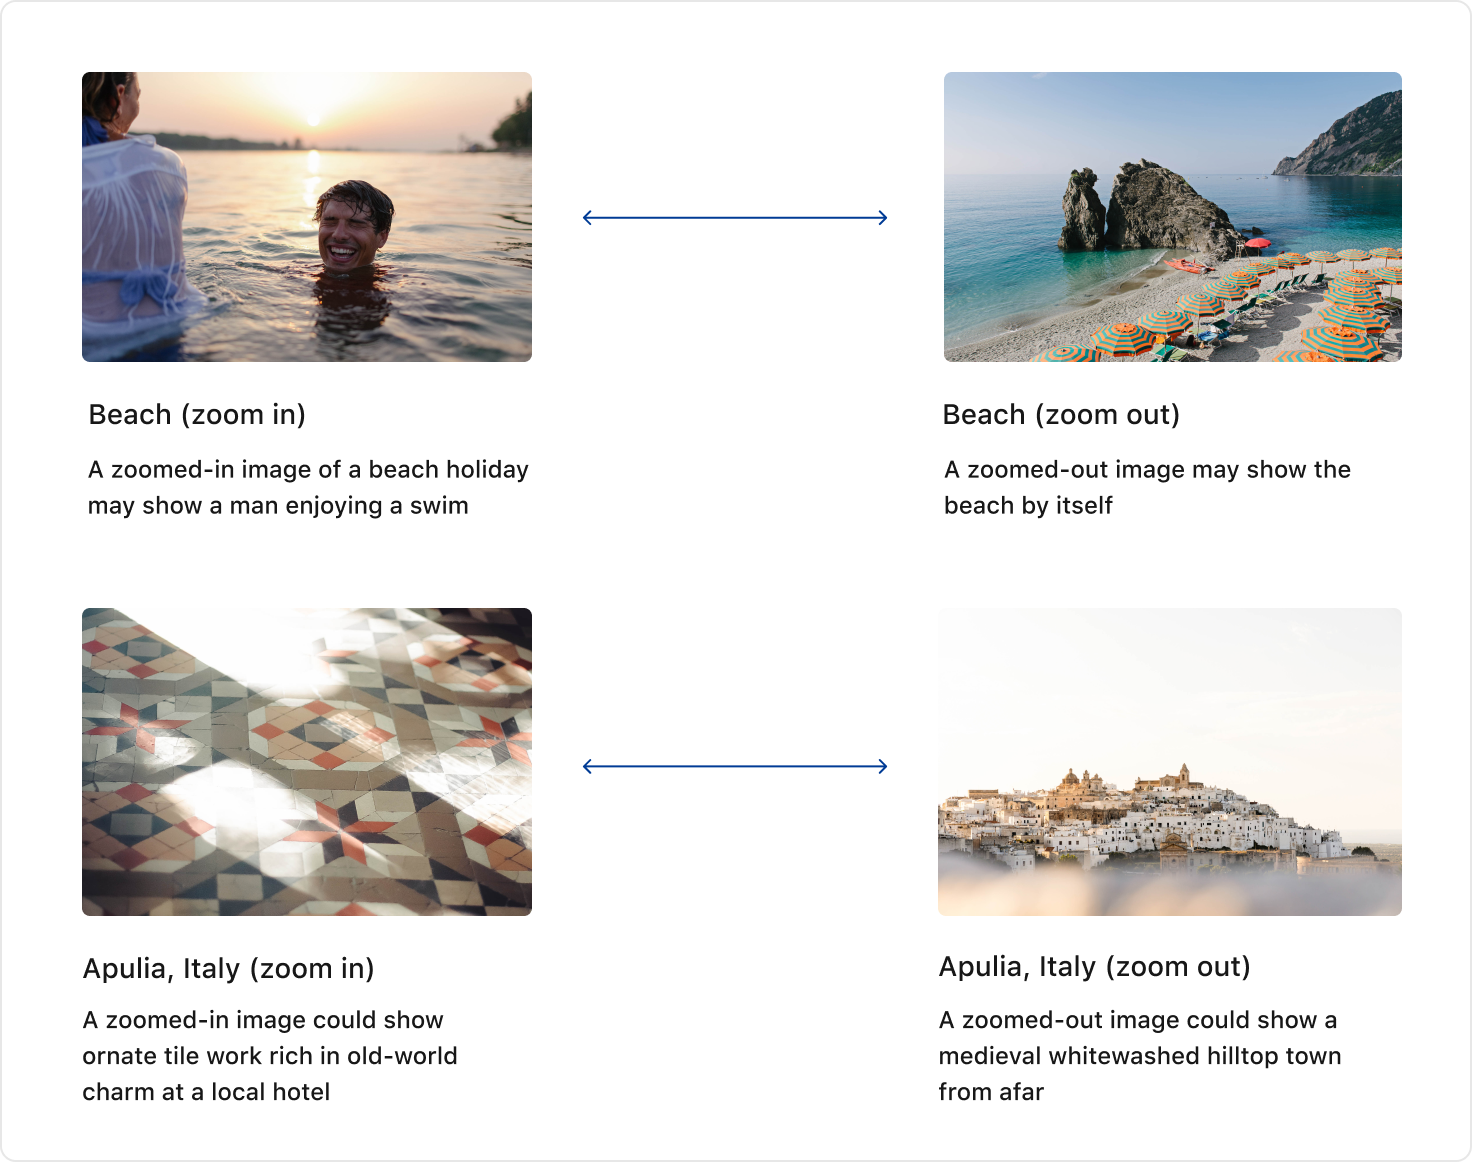 Beach (zoom in)
A zoomed-in image of a beach holiday
may show a man enjoying a swim
Beach (zoom out)
A zoomed-out image may show the
beach by itself
Apulia, Italy (zoom in)
A zoomed-in image could show
ornate tile work rich in old-world
charm at a local hotel
Apulia, Italy (zoom out)
A zoomed-out image could show a
medieval whitewashed hilltop town
from afar